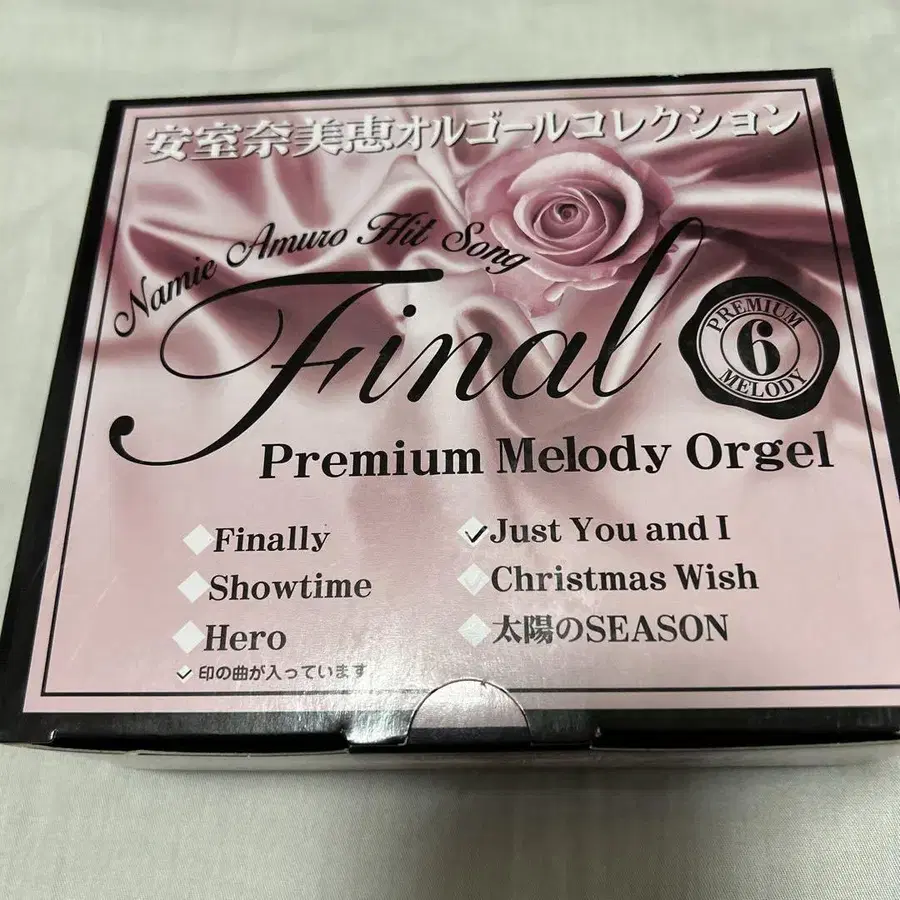 安室奈美恵オルゴールコレクション
Namie Amuro Hit Song
Final
PREMIUM
6
MELODY
Premium Melody Orgel
Finally
Showtime
Hero
✓印の曲が入っています
✓Just You and I
Christmas Wish
太陽のSEASON